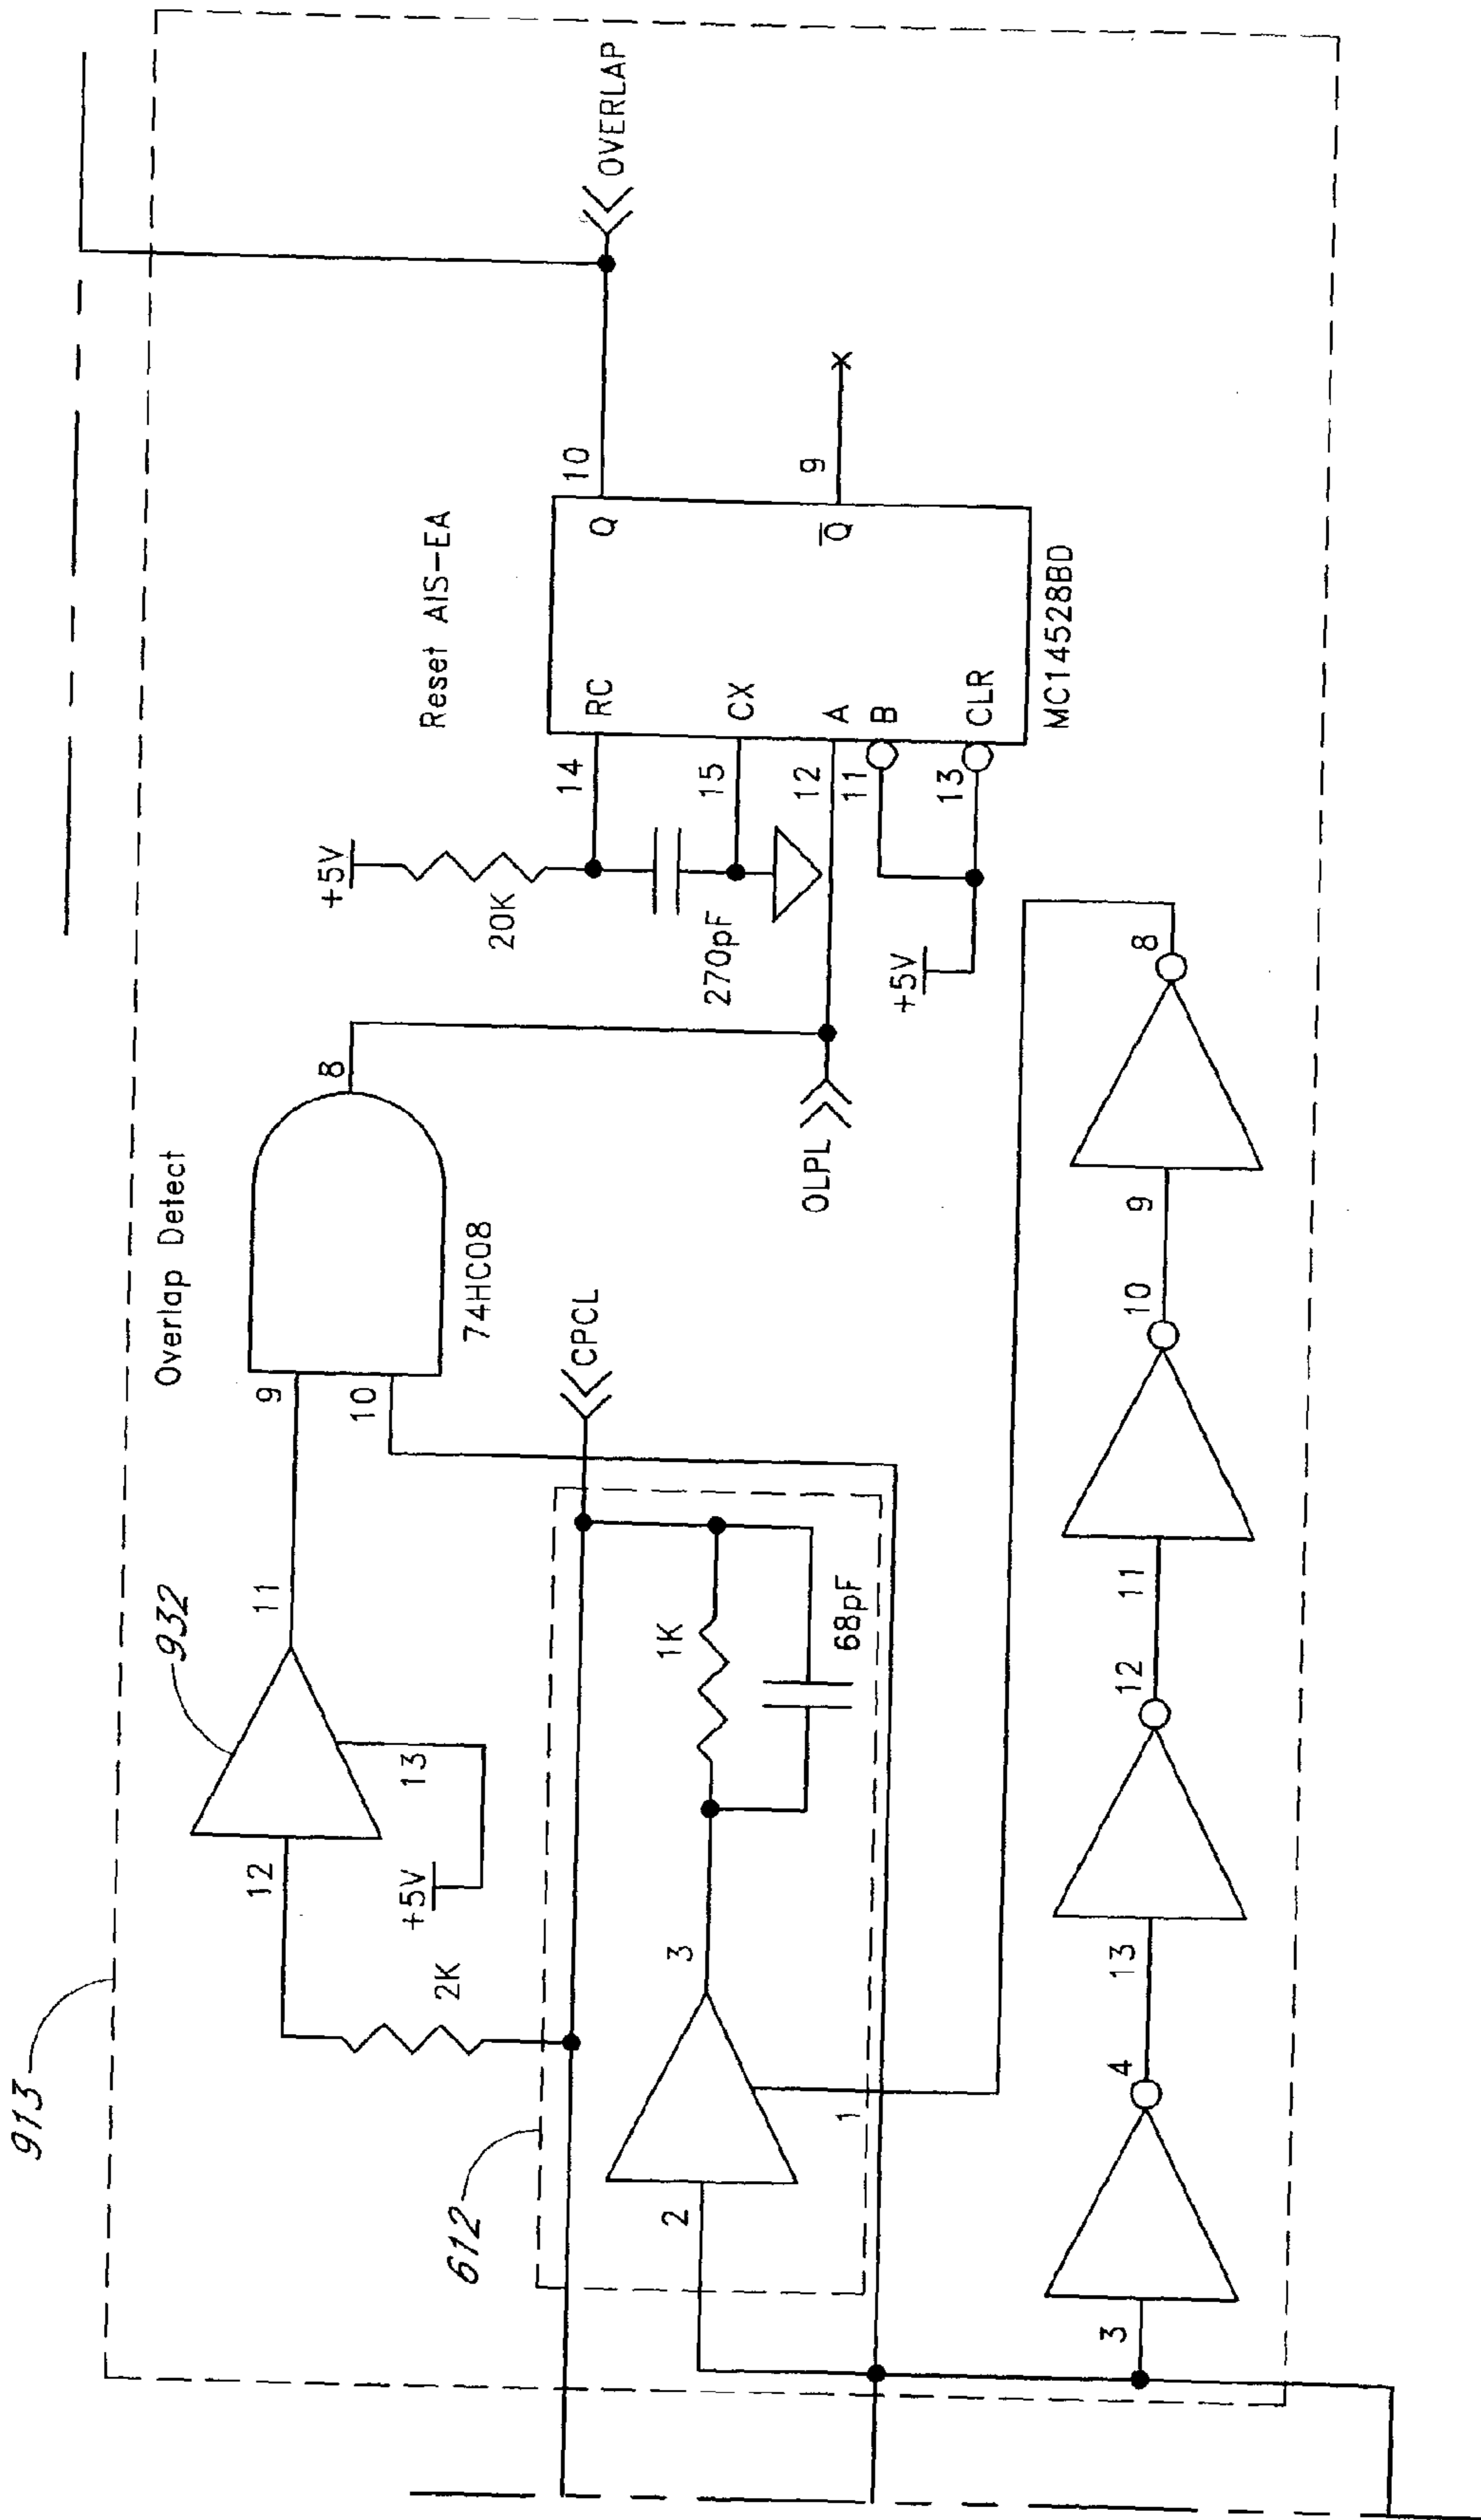 913
Overlap Detect
932
12
11
9
8
10
74HC08
13
+5V
2K
+5V
20K
270pF
Reset AIS-EA
14
RC
Q
10
OVERLAP
15
CX
12
A
Q
9
11
B
13
CLR
+5V
MC14528BD
OLPL
CPCL
612
2
3
1
1K
68pF
3
4
13
12
11
10
9
8